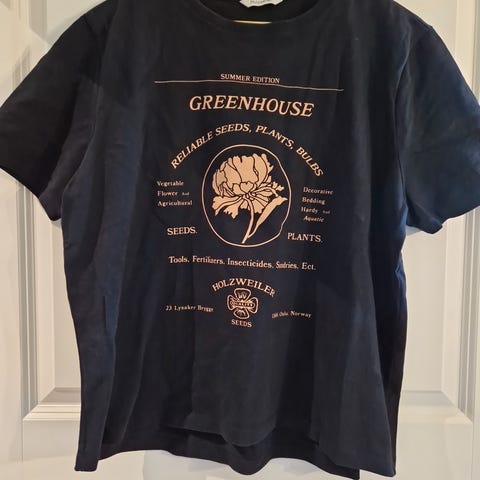 SUMMER EDITION
GREENHOUSE
RELIABLE SEEDS, PLANTS, BULBS
Vegetable
Flower And
Agricultural
SEEDS.
Decorative
Bedding
Hardy And
Aquatic
PLANTS.
Tools, Fertilizers, Insecticides, Sundries, Ect.
HOLZWEILER
SEEDS
23 Lysaker Brygge
Oslo, Norway